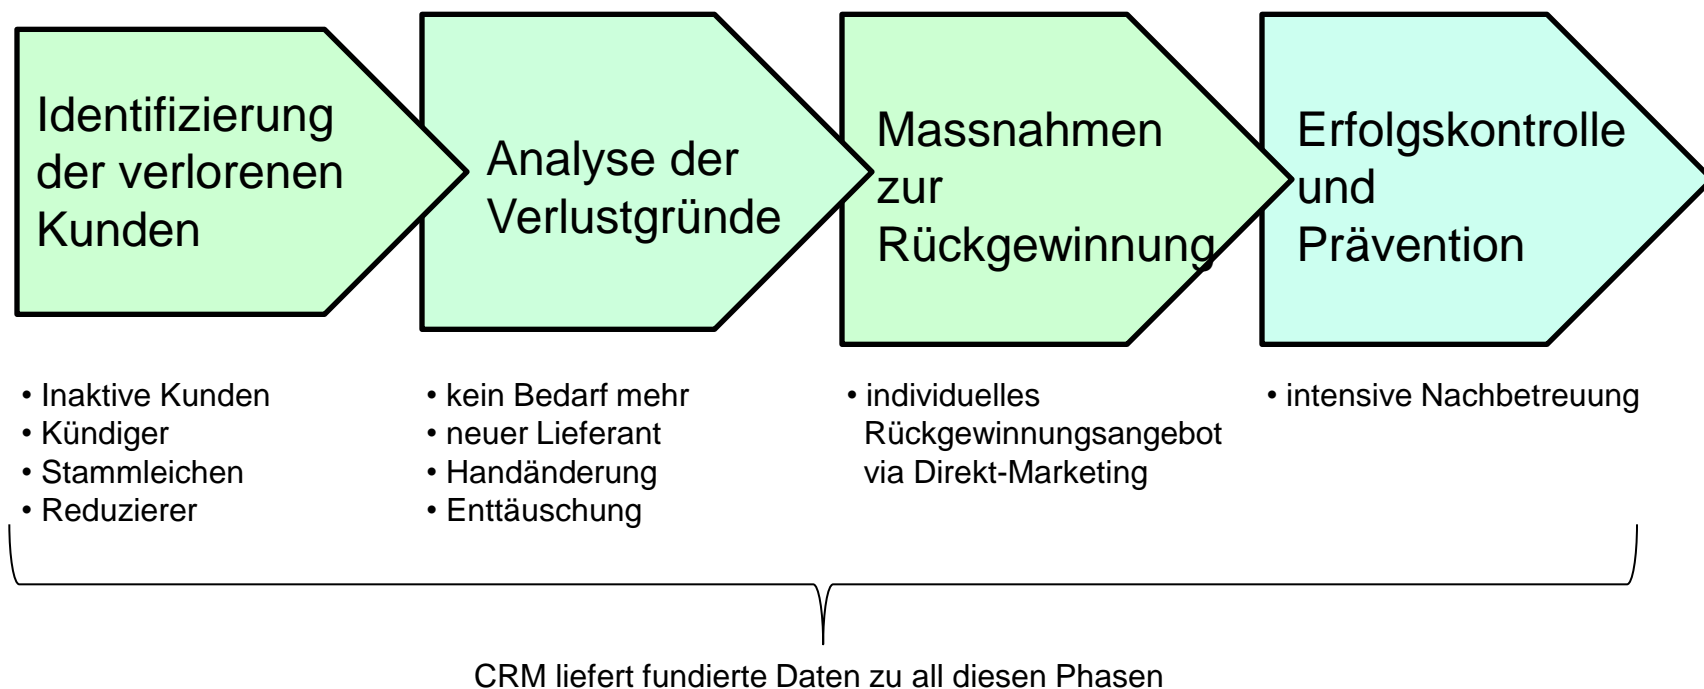 Identifizierung
der verlorenen
Kunden
Analyse der
Verlustgründe
Massnahmen
zur
Rückgewinnung
Erfolgskontrolle
und
Prävention
• Inaktive Kunden
• Kündiger
• Stammleichen
• Reduzierer
• kein Bedarf mehr
• neuer Lieferant
• Handänderung
• Enttäuschung
• individuelles
Rückgewinnungsangebot
via Direkt-Marketing
• intensive Nachbetreuung
CRM liefert fundierte Daten zu all diesen Phasen